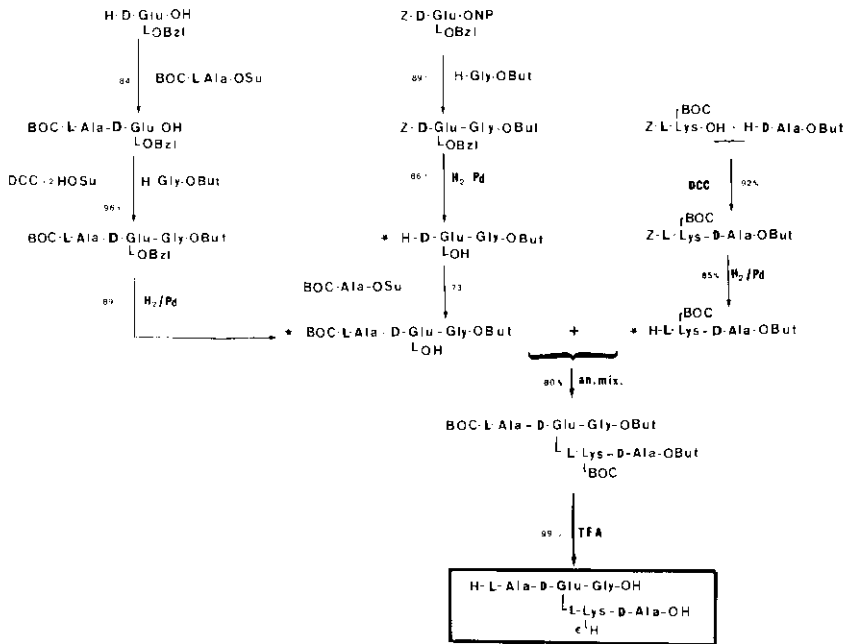 H·D·Glu·OH
OBzl
84 BOC·L Ala·OSu
BOC·L·Ala-D·Glu OH
OBzl
DCC · 2HOSu H Gly·OBut
96%
BOC·L·Ala·D·Glu-Gly·OBut
OBzl
89 H2/Pd
Z·D·Glu·ONP
OBzl
89 H·Gly·OBut
Z·D·Glu-Gly·OBut
OBzl
86 H2 Pd
* H-D·Glu-Gly·OBut
OH
BOC·Ala-OSu 73
* BOC·L·Ala·D·Glu-Gly·OBut
OH
+
BOC
Z·L·Lys·OH · H·D·Ala·OBut
DCC 92%
BOC
Z·L·Lys-D·Ala·OBut
85% H2/Pd
BOC
* H·L·Lys-D·Ala·OBut
80% an.mix.
BOC·L·Ala-D·Glu-Gly-OBut
L·Lys-D-Ala·OBut
BOC
99% TFA
H-L-Ala-D-Glu-Gly-OH
L-Lys-D-Ala-OH
ε H